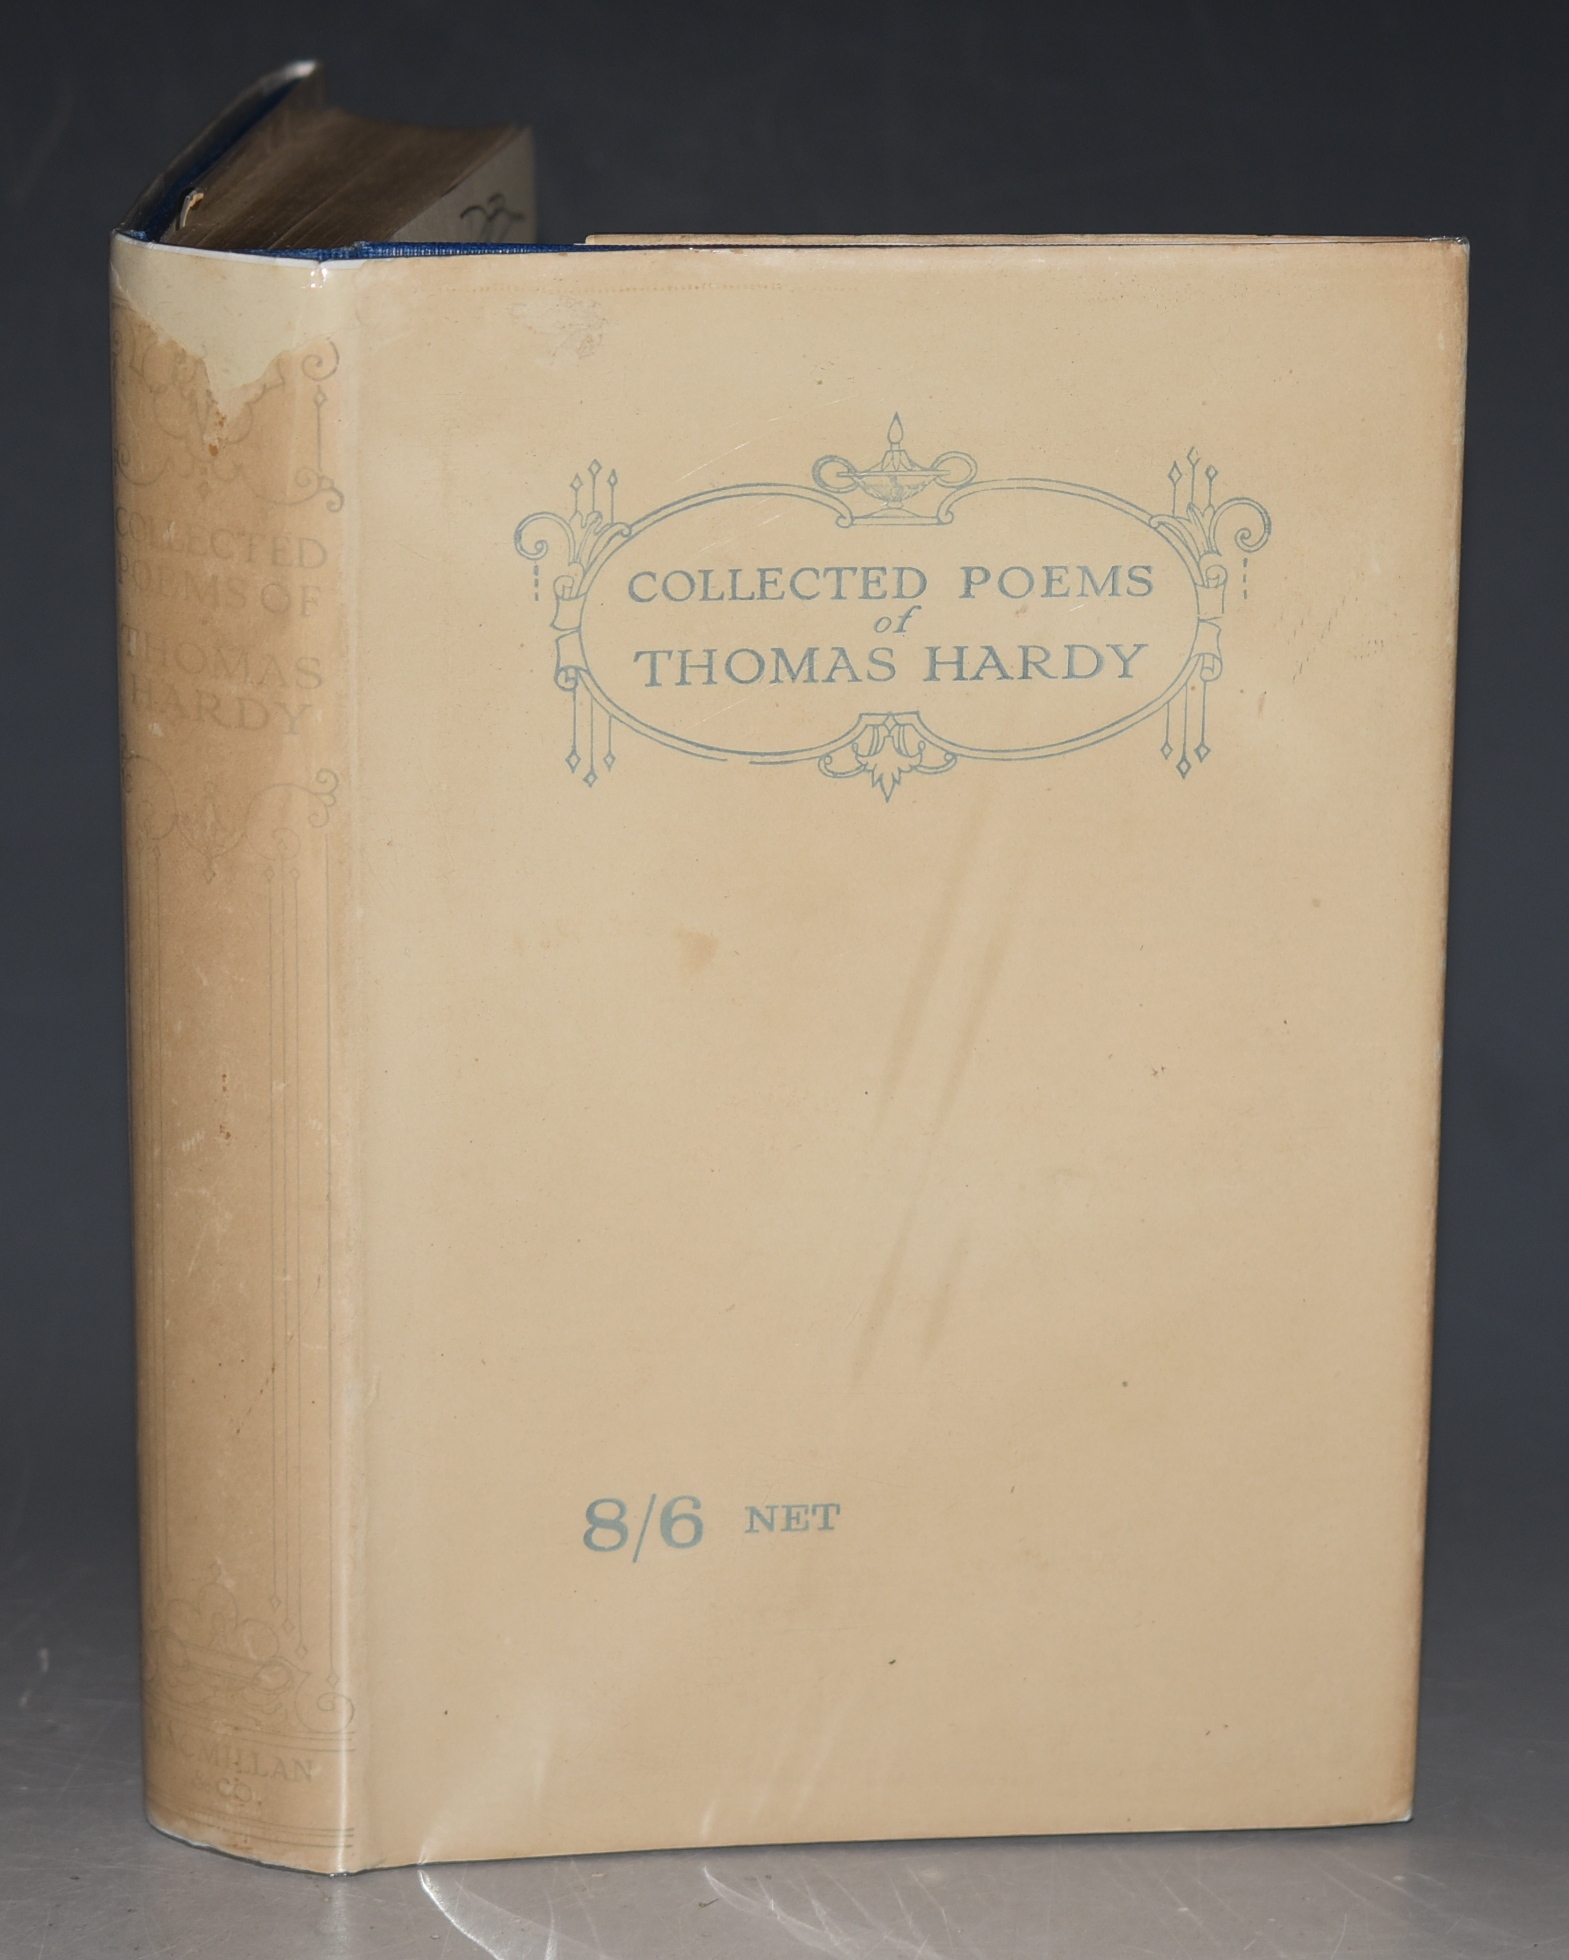 COLLECTED POEMS
of
THOMAS HARDY
8/6 NET
COLLECTED
POEMS OF
THOMAS
HARDY
MACMILLAN
& CO.